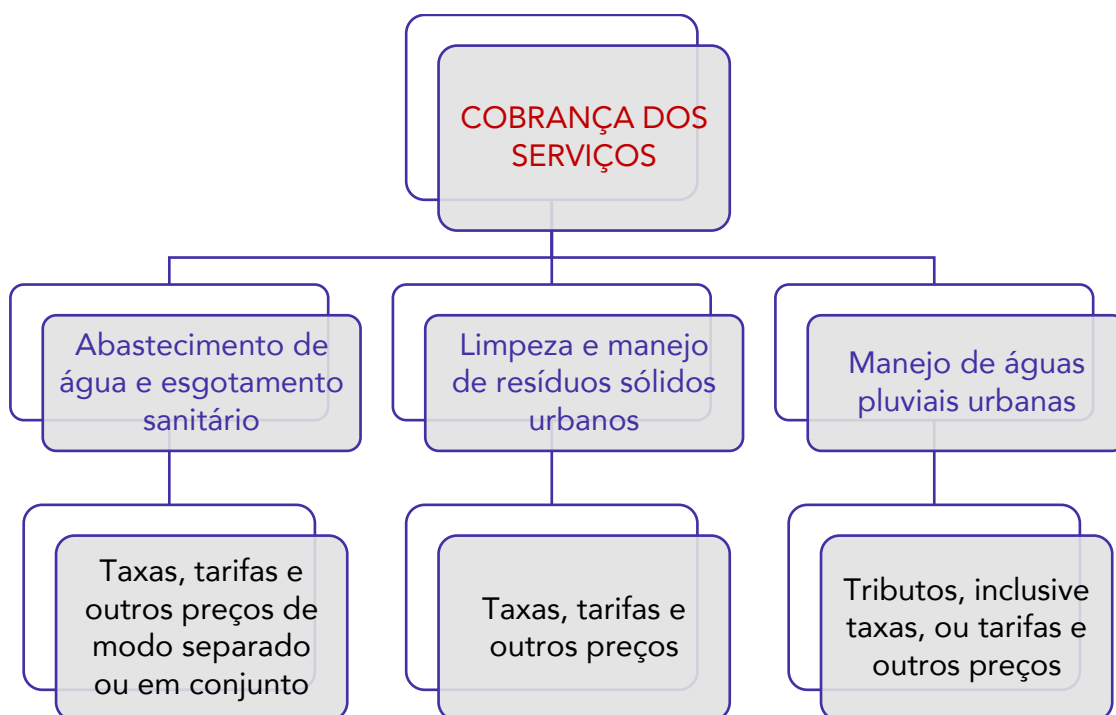 COBRANÇA DOS
SERVIÇOS
Abastecimento de
água e esgotamento
sanitário
Limpeza e manejo
de resíduos sólidos
urbanos
Manejo de águas
pluviais urbanas
Taxas, tarifas e
outros preços de
modo separado
ou em conjunto
Taxas, tarifas e
outros preços
Tributos, inclusive
taxas, ou tarifas e
outros preços